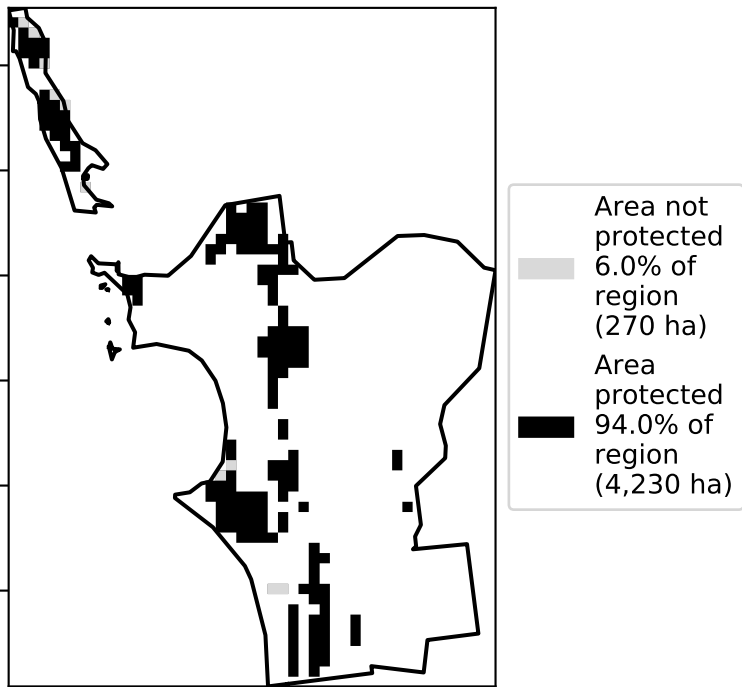 Area not
protected
6.0% of
region
(270 ha)
Area
protected
94.0% of
region
(4,230 ha)